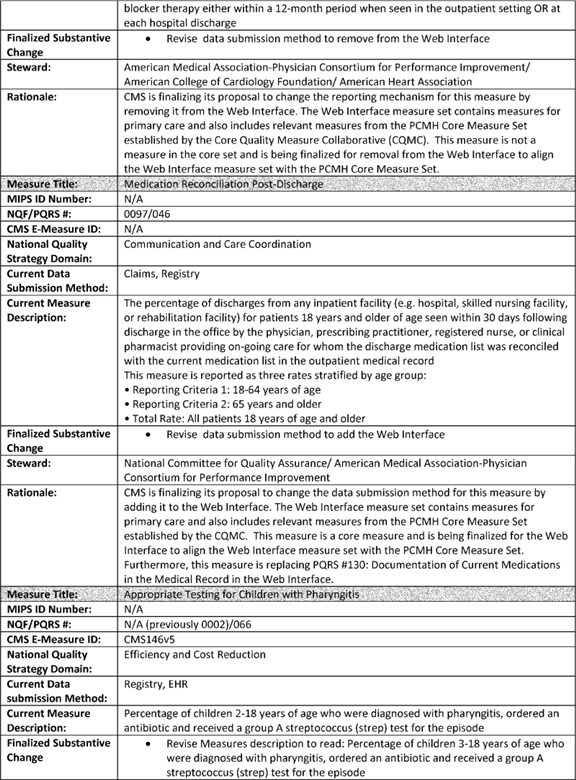 blocker therapy either within a 12-month period when seen in the outpatient setting OR at
each hospital discharge
Finalized Substantive
Change
• Revise  data submission method to remove from the Web Interface
Steward:
American Medical Association-Physician Consortium for Performance Improvement/
American College of Cardiology Foundation/ American Heart Association
Rationale:
CMS is finalizing its proposal to change the reporting mechanism for this measure by
removing it from the Web Interface. The Web Interface measure set contains measures for
primary care and also includes relevant measures from the PCMH Core Measure Set
established by the Core Quality Measure Collaborative (CQMC).  This measure is not a
measure in the core set and is being finalized for removal from the Web Interface to align
the Web Interface measure set with the PCMH Core Measure Set.
Measure Title:
Medication Reconciliation Post-Discharge
MIPS ID Number:
N/A
NQF/PQRS #:
0097/046
CMS E-Measure ID:
N/A
National Quality
Strategy Domain:
Communication and Care Coordination
Current Data
Submission Method:
Claims, Registry
Current Measure
Description:
The percentage of discharges from any inpatient facility (e.g. hospital, skilled nursing facility,
or rehabilitation facility) for patients 18 years and older of age seen within 30 days following
discharge in the office by the physician, prescribing practitioner, registered nurse, or clinical
pharmacist providing on-going care for whom the discharge medication list was reconciled
with the current medication list in the outpatient medical record
This measure is reported as three rates stratified by age group:
• Reporting Criteria 1: 18-64 years of age
• Reporting Criteria 2: 65 years and older
• Total Rate: All patients 18 years of age and older
Finalized Substantive
Change
• Revise  data submission method to add the Web Interface
Steward:
National Committee for Quality Assurance/ American Medical Association-Physician
Consortium for Performance Improvement
Rationale:
CMS is finalizing its proposal to change the data submission method for this measure by
adding it to the Web Interface. The Web Interface measure set contains measures for
primary care and also includes relevant measures from the PCMH Core Measure Set
established by the CQMC.  This measure is a core measure and is being finalized for the Web
Interface to align the Web Interface measure set with the PCMH Core Measure Set.
Furthermore, this measure is replacing PQRS #130: Documentation of Current Medications
in the Medical Record in the Web Interface.
Measure Title:
Appropriate Testing for Children with Pharyngitis
MIPS ID Number:
N/A
NQF/PQRS #:
N/A (previously 0002)/066
CMS E-Measure ID:
CMS146v5
National Quality
Strategy Domain:
Efficiency and Cost Reduction
Current Data
submission Method:
Registry, EHR
Current Measure
Description:
Percentage of children 2-18 years of age who were diagnosed with pharyngitis, ordered an
antibiotic and received a group A streptococcus (strep) test for the episode
Finalized Substantive
Change
• Revise Measures description to read: Percentage of children 3-18 years of age who
were diagnosed with pharyngitis, ordered an antibiotic and received a group A
streptococcus (strep) test for the episode